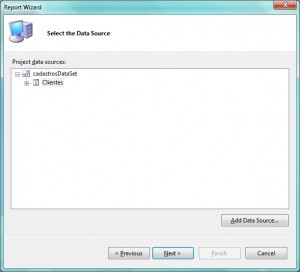 Report Wizard
Select the Data Source
Project data sources:
cadastrosDataSet
Clientes
Add Data Source...
< Previous
Next >
Finish
Cancel